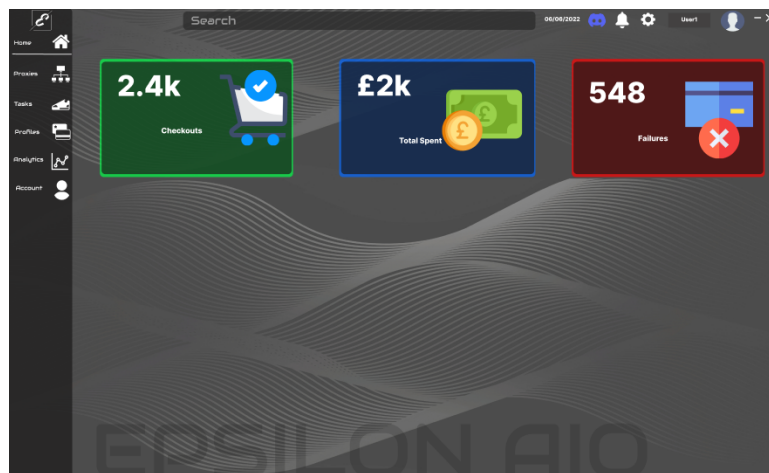 Search
06/06/2022
User1
Home
Proxies
Tasks
Profiles
Analytics
Account
2.4k
Checkouts
£2k
Total Spent
548
Failures
EPSILON AIO